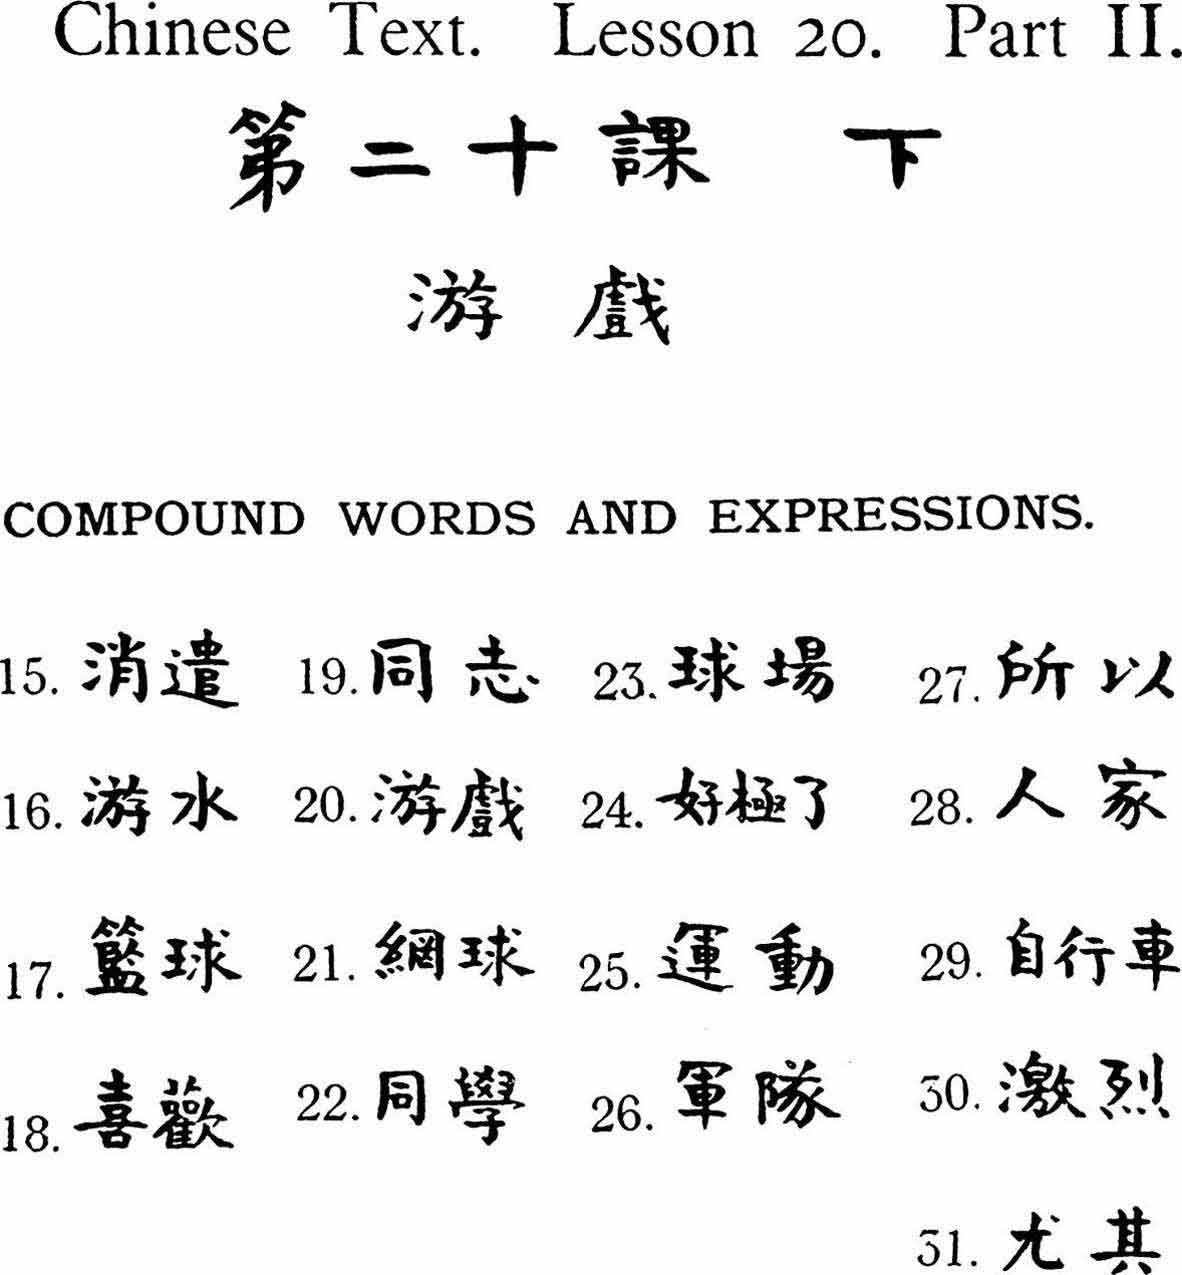 Chinese Text. Lesson 20. Part II.
第二十課 下
游戲
COMPOUND WORDS AND EXPRESSIONS.
15. 消遣 19. 同志 23. 球場 27. 所以
16. 游水 20. 游戲 24. 好極了 28. 人家
17. 籃球 21. 網球 25. 運動 29. 自行車
18. 喜歡 22. 同學 26. 軍隊 30. 激烈
31. 尤其